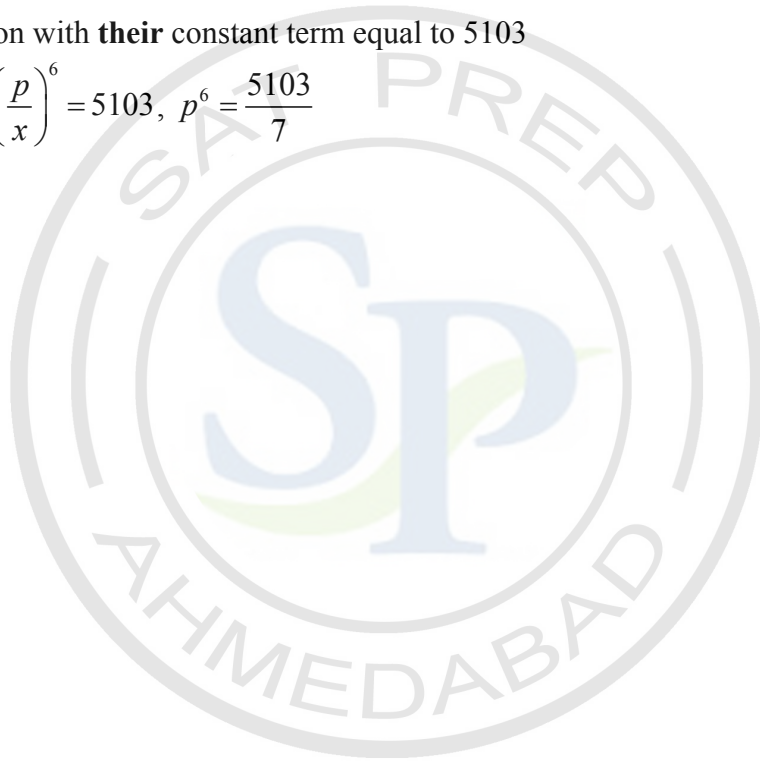 on with their constant term equal to 5103
(p/x)^6 = 5103, p^6 = 5103/7
SAT PREP
SP
AHMEDABAD